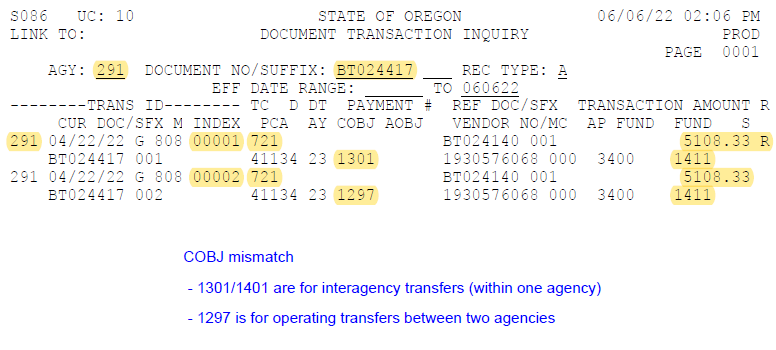 S086 UC: 10 STATE OF OREGON 06/06/22 02:06 PM
LINK TO: DOCUMENT TRANSACTION INQUIRY PROD
PAGE 0001
AGY: 291 DOCUMENT NO/SUFFIX: BT024417 ___ REC TYPE: A
EFF DATE RANGE: ______ TO 060622
--------TRANS ID-------- TC D DT PAYMENT # REF DOC/SFX TRANSACTION AMOUNT R
CUR DOC/SFX M INDEX PCA AY COBJ AOBJ VENDOR NO/MC AP FUND FUND S
291 04/22/22 G 808 00001 721 BT024140 001 5108.33 R
BT024417 001 41134 23 1301 1930576068 000 3400 1411
291 04/22/22 G 808 00002 721 BT024140 001 5108.33
BT024417 002 41134 23 1297 1930576068 000 3400 1411
COBJ mismatch
- 1301/1401 are for interagency transfers (within one agency)
- 1297 is for operating transfers between two agencies